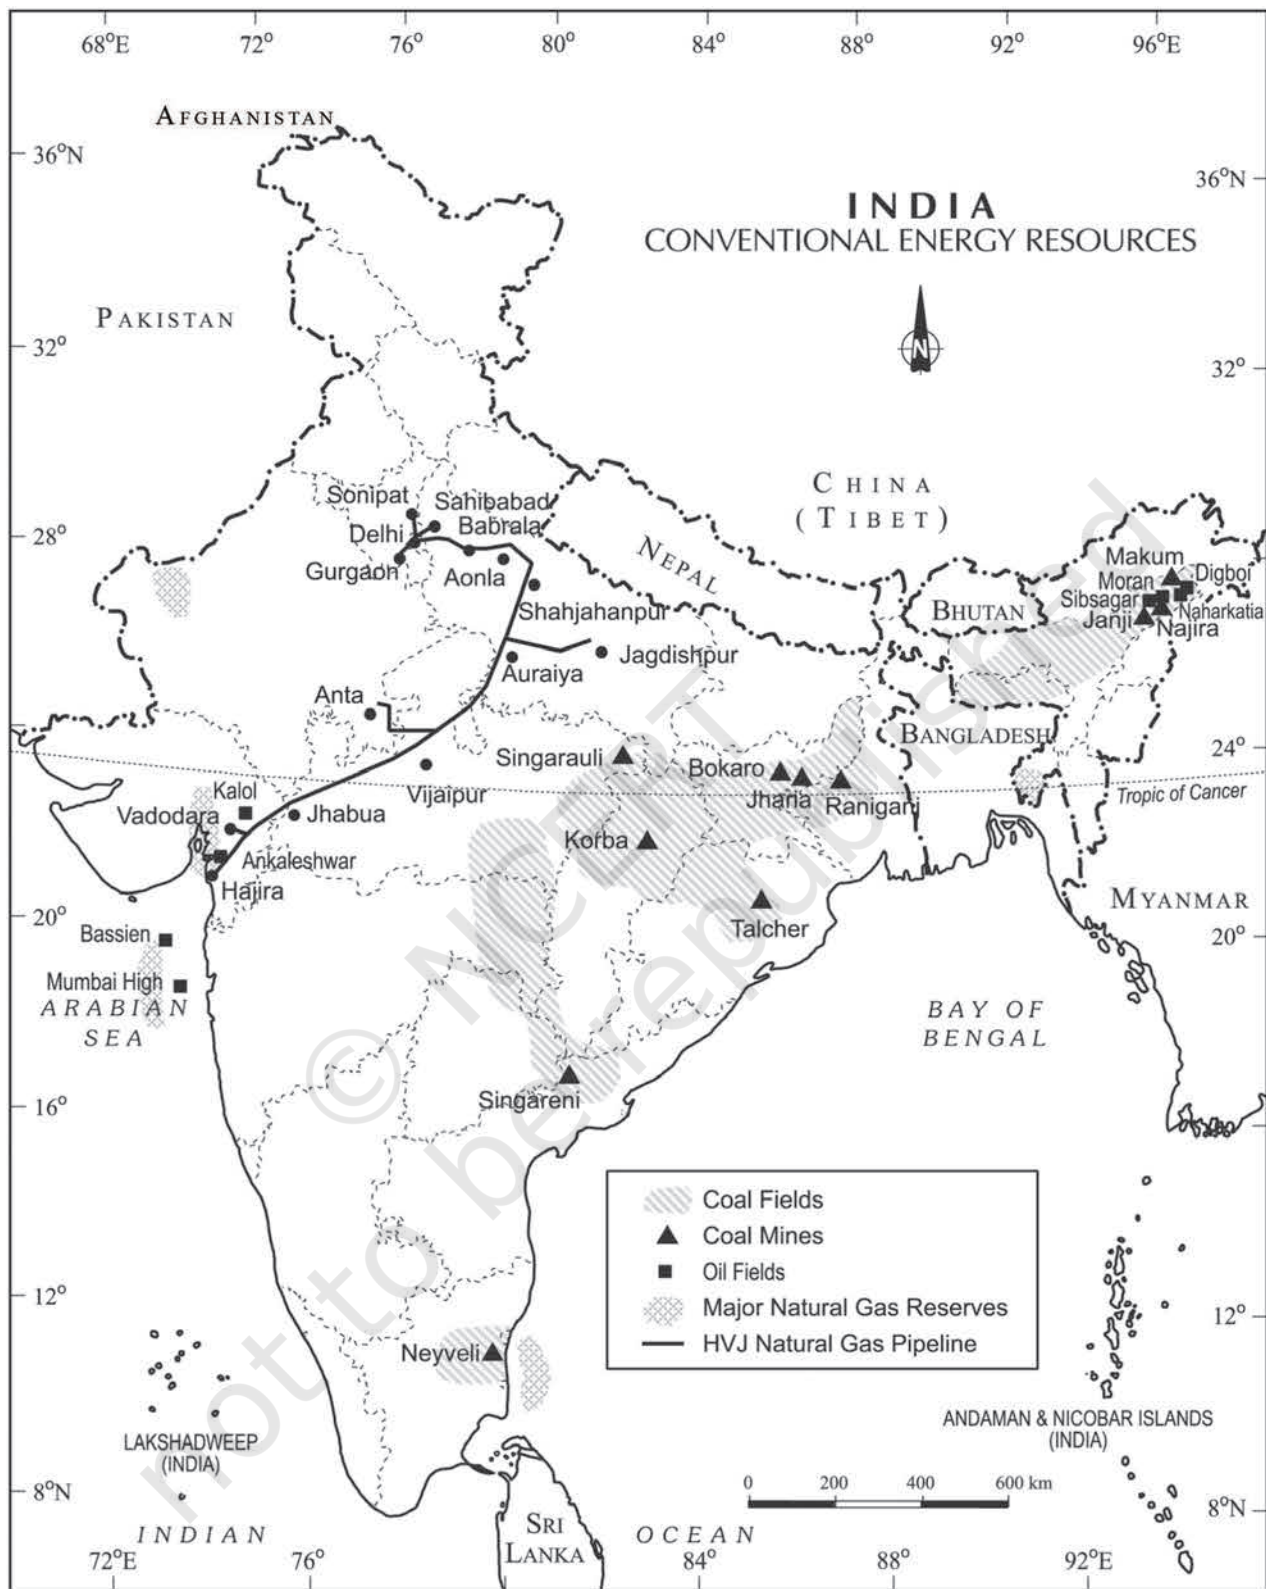 68°E 72° 76° 80° 84° 88° 92° 96°E
AFGHANISTAN
36°N
36°N
INDIA
CONVENTIONAL ENERGY RESOURCES
PAKISTAN
N
32°
32°
CHINA
(TIBET)
Sonipat
Sahibabad
Delhi
Babrala
28°
28°
NEPAL
Gurgaon
Aonla
Makum
Digboi
Moran
Shahjahanpur
BHUTAN
Sibsagar
Naharkatia
Janji
Najira
Jagdishpur
Auraiya
Anta
BANGLADESH
24°
Singarauli
Bokaro
Jharia
Raniganj
Tropic of Cancer
Kalol
Vijaipur
Vadodara
Jhabua
Korba
Ankaleshwar
Hajira
MYANMAR
20°
20°
Talcher
Bassien
Mumbai High
ARABIAN
SEA
BAY OF
BENGAL
Singareni
16°
Coal Fields
Coal Mines
Oil Fields
Major Natural Gas Reserves
HVJ Natural Gas Pipeline
12°
12°
Neyveli
LAKSHADWEEP
(INDIA)
ANDAMAN & NICOBAR ISLANDS
(INDIA)
0 200 400 600 km
8°N
8°N
SRI
LANKA
INDIAN OCEAN
72°E 76° 84° 88° 92°E
© NCERT
not to be republished